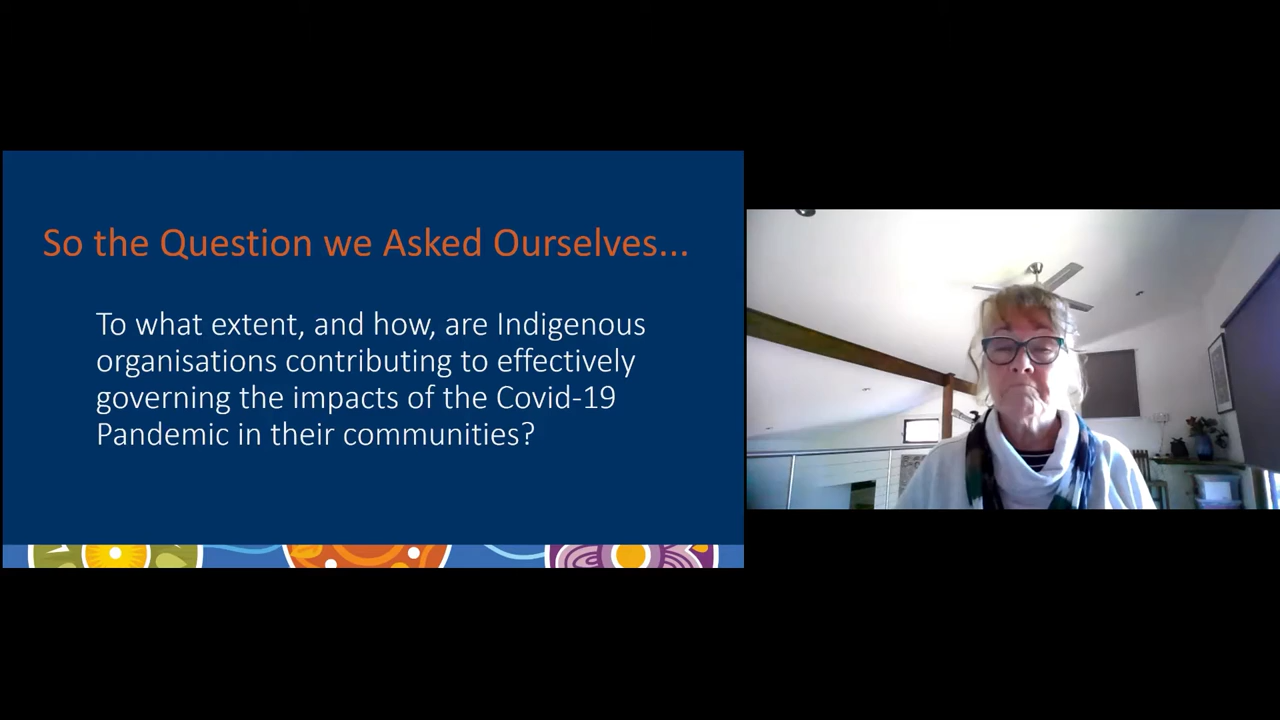 So the Question we Asked Ourselves...
To what extent, and how, are Indigenous
organisations contributing to effectively
governing the impacts of the Covid-19
Pandemic in their communities?